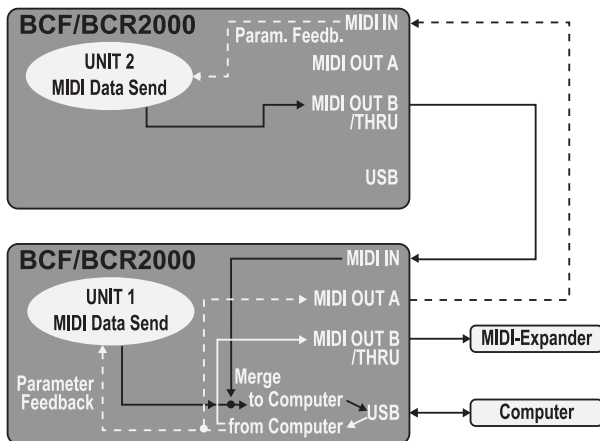 BCF/BCR2000
MIDI IN
Param. Feedb.
UNIT 2
MIDI Data Send
MIDI OUT A
MIDI OUT B
/THRU
USB
BCF/BCR2000
MIDI IN
UNIT 1
MIDI Data Send
MIDI OUT A
MIDI OUT B
/THRU
MIDI-Expander
Parameter
Feedback
Merge
to Computer
USB
Computer
from Computer